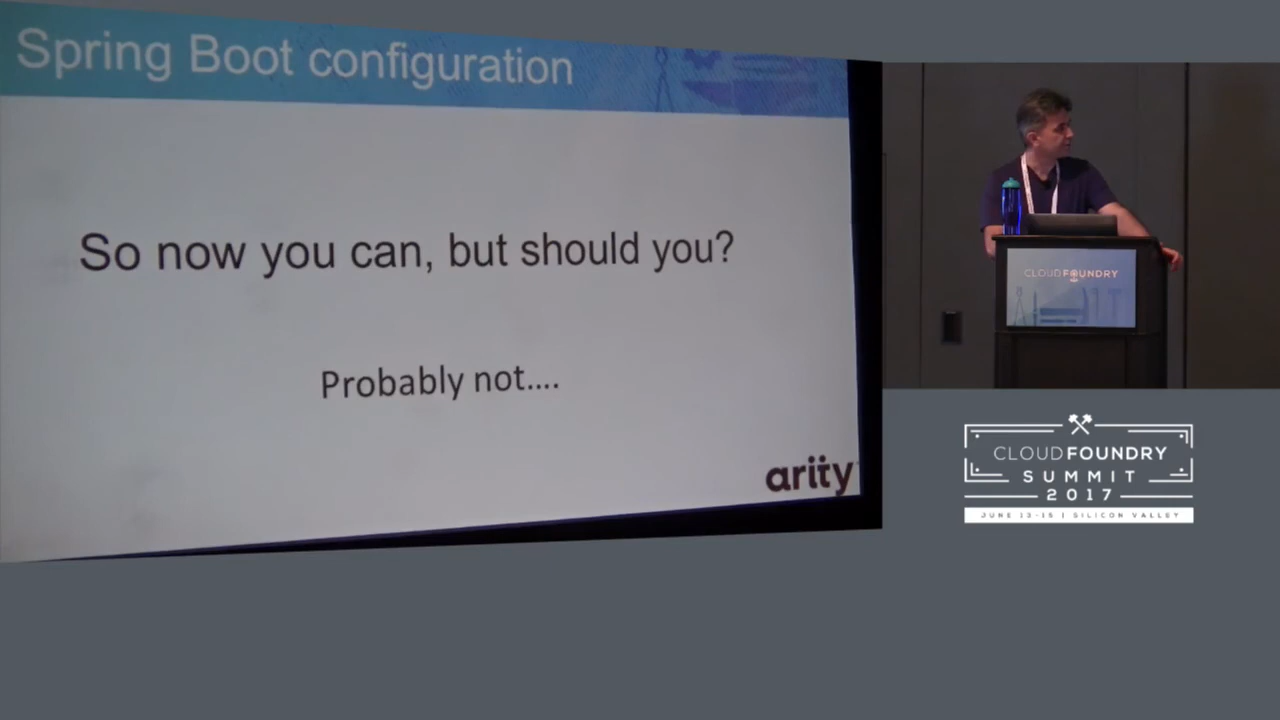 Spring Boot configuration
So now you can, but should you?
Probably not....
arity
CLOUDFOUNDRY
CLOUDFOUNDRY
SUMMIT
2017
JUNE 13-15 | SILICON VALLEY